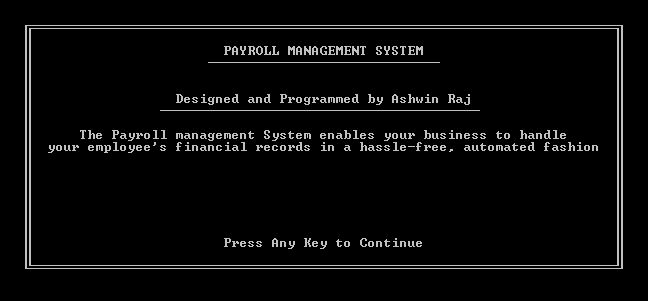 PAYROLL MANAGEMENT SYSTEM
Designed and Programmed by Ashwin Raj
The Payroll management System enables your business to handle
your employee's financial records in a hassle-free, automated fashion
Press Any Key to Continue